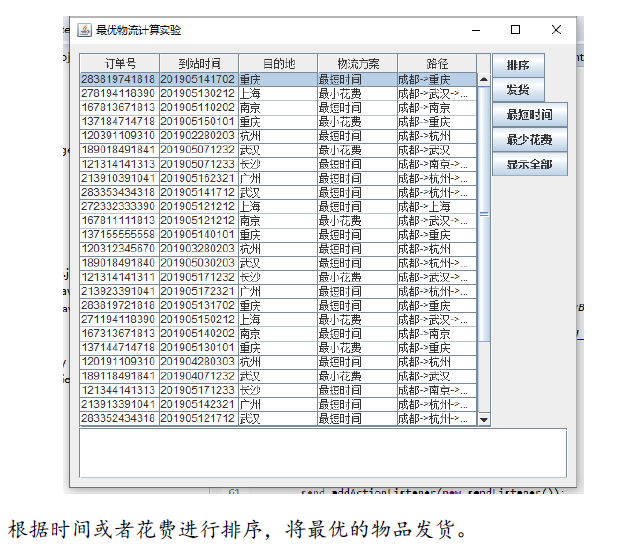 最优物流计算实验
订单号 到站时间 目的地 物流方案 路径
283819741818 201905141702 重庆 最短时间 成都->重庆
278194118390 201905130212 上海 最小花费 成都->武汉->...
167813671813 201905110202 南京 最短时间 成都->南京
137184714718 201905150101 重庆 最小花费 成都->重庆
120391109310 201902280203 杭州 最短时间 成都->杭州
189018491841 201905071232 武汉 最小花费 成都->武汉
121314141313 201905071233 长沙 最短时间 成都->南京->...
213910391041 201905162321 广州 最小花费 成都->杭州->...
283353434318 201905141712 武汉 最短时间 成都->杭州->...
272332333390 201905121212 上海 最短时间 成都->上海
167811111813 201905121212 南京 最小花费 成都->武汉->...
137155555558 201905140101 重庆 最短时间 成都->重庆
120312345670 201903280203 杭州 最短时间 成都->杭州
189018491840 201905030203 武汉 最短时间 成都->杭州->...
121314141311 201905171232 长沙 最小花费 成都->武汉->...
213923391041 201905172321 广州 最短时间 成都->杭州->...
283819721818 201905131702 重庆 最短时间 成都->重庆
271194118390 201905150212 上海 最小花费 成都->武汉->...
167313671813 201905140202 南京 最短时间 成都->南京
137144714718 201905130101 重庆 最小花费 成都->重庆
120191109310 201904280303 杭州 最短时间 成都->杭州
189118491841 201904071232 武汉 最小花费 成都->武汉
121344141313 201905171233 长沙 最短时间 成都->南京->...
213913391041 201905142321 广州 最短时间 成都->杭州->...
283352434318 201905121712 武汉 最短时间 成都->杭州->...
排序
发货
最短时间
最少花费
显示全部
send.addActionListener(new sendListener());
根据时间或者花费进行排序，将最优的物品发货。